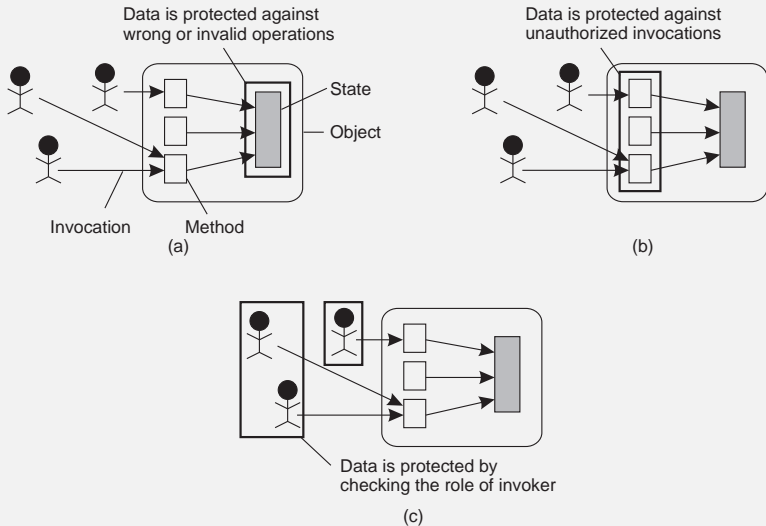 Data is protected against
wrong or invalid operations
State
Object
Invocation
Method
(a)
Data is protected against
unauthorized invocations
(b)
Data is protected by
checking the role of invoker
(c)